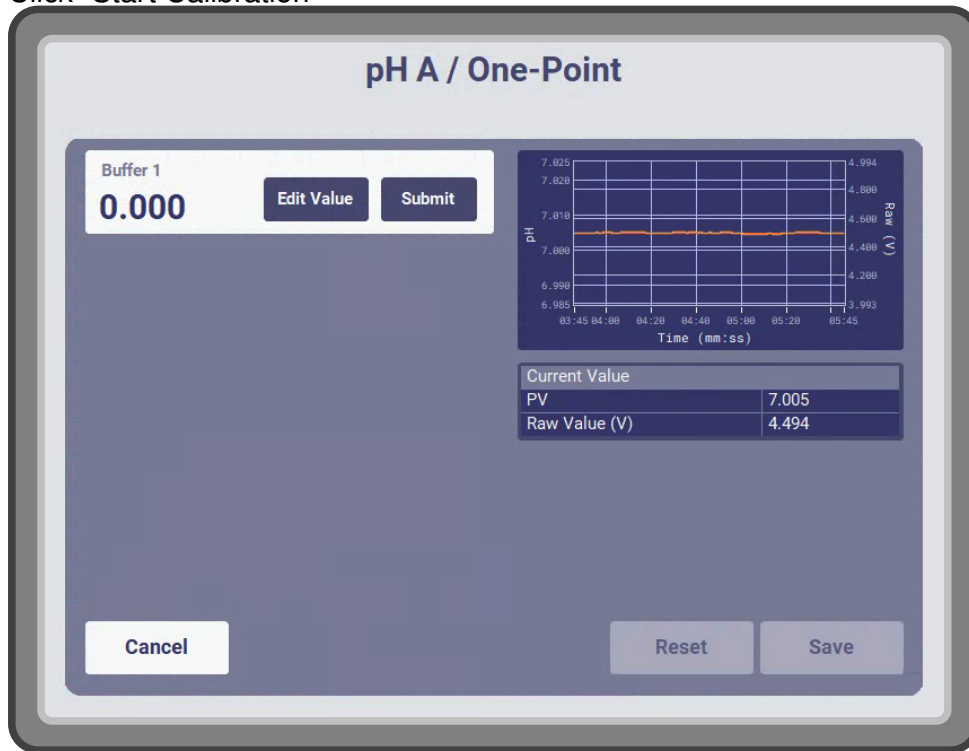 Click "Start Calibration"
pH A / One-Point
Buffer 1
0.000
Edit Value
Submit
7.025
7.020
7.010
7.000
6.990
6.985
pH
4.994
4.800
4.600
4.400
4.200
3.993
Raw (V)
03:45 04:00 04:20 04:40 05:00 05:20 05:45
Time (mm:ss)
Current Value
PV 7.005
Raw Value (V) 4.494
Cancel
Reset
Save